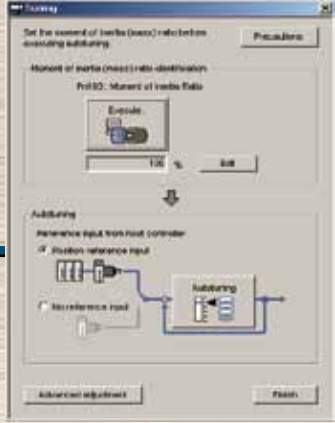 Tuning
Set the moment of inertia (mass) ratio before
executing autotuning.
Precautions
Moment of inertia (mass) ratio identification
Pn103: Moment of Inertia Ratio
Execute.
100 %
Edit
Autotuning
Reference input from host controller
Position reference input
Autotuning
No reference input
Advanced adjustment
Finish